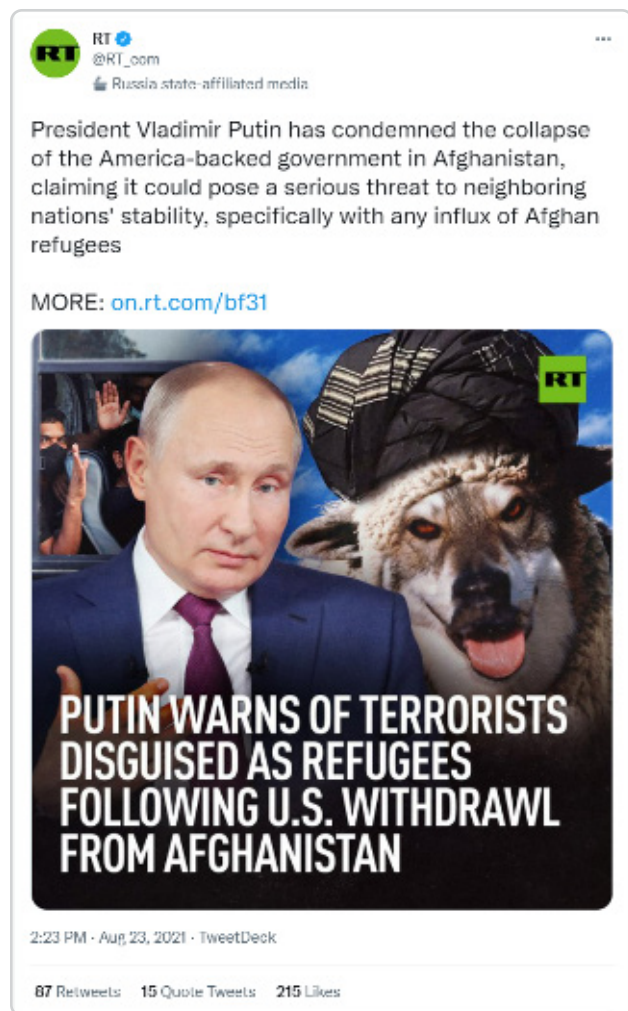 RT
RT
@RT_com
Russia state-affiliated media
President Vladimir Putin has condemned the collapse
of the America-backed government in Afghanistan,
claiming it could pose a serious threat to neighboring
nations' stability, specifically with any influx of Afghan
refugees
MORE: on.rt.com/bf31
RT
PUTIN WARNS OF TERRORISTS
DISGUISED AS REFUGEES
FOLLOWING U.S. WITHDRAWL
FROM AFGHANISTAN
2:23 PM · Aug 23, 2021 · TweetDeck
87 Retweets 15 Quote Tweets 215 Likes